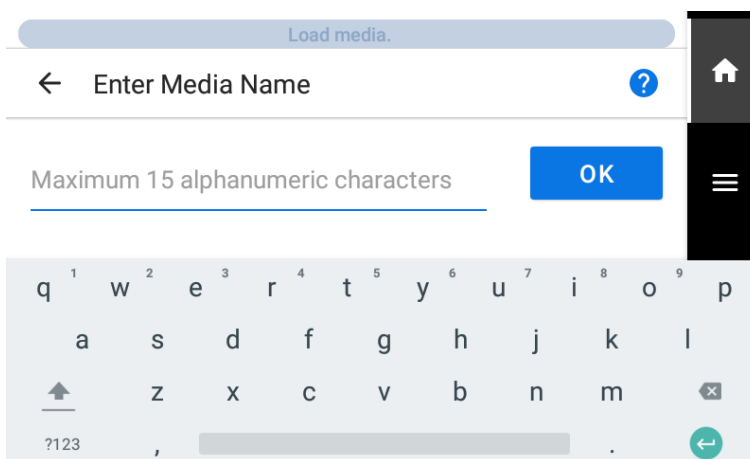 Load media.
Enter Media Name
?
Maximum 15 alphanumeric characters
OK
1 2 3 4 5 6 7 8 9
q w e r t y u i o p
a s d f g h j k l
z x c v b n m
?123 , .